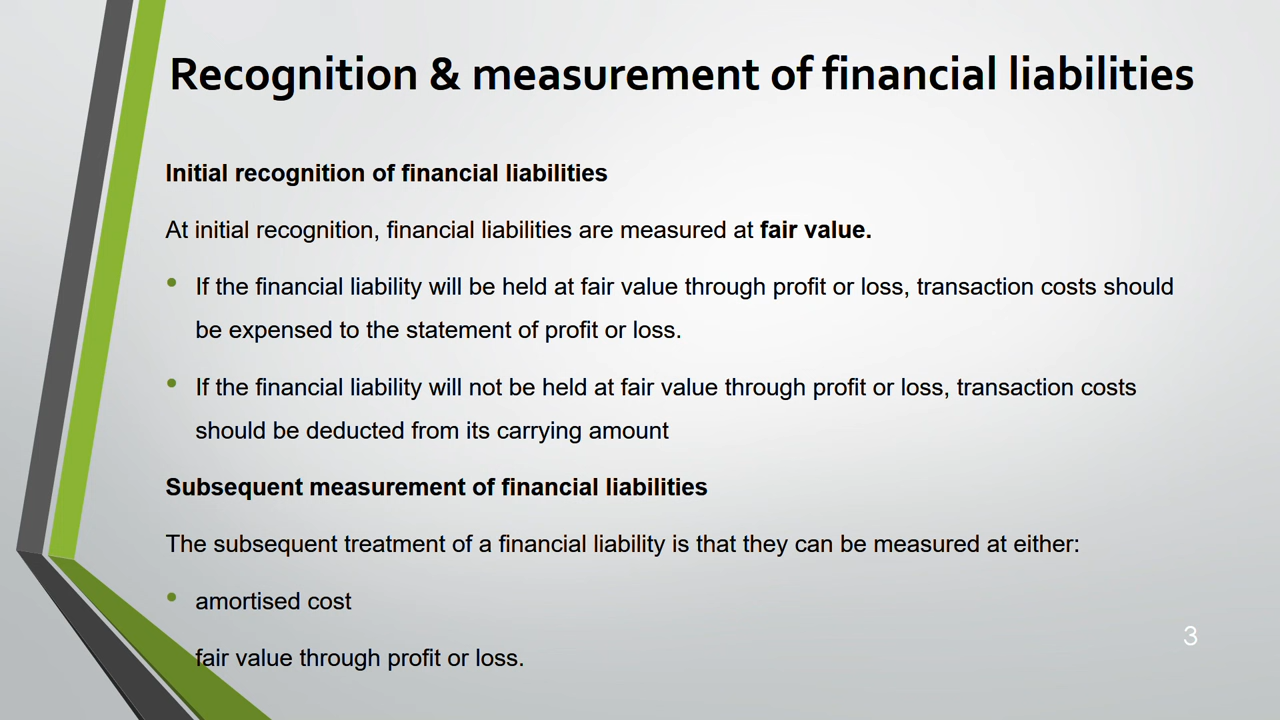 Recognition & measurement of financial liabilities
Initial recognition of financial liabilities
At initial recognition, financial liabilities are measured at fair value.
• If the financial liability will be held at fair value through profit or loss, transaction costs should
be expensed to the statement of profit or loss.
• If the financial liability will not be held at fair value through profit or loss, transaction costs
should be deducted from its carrying amount
Subsequent measurement of financial liabilities
The subsequent treatment of a financial liability is that they can be measured at either:
• amortised cost
fair value through profit or loss.
3